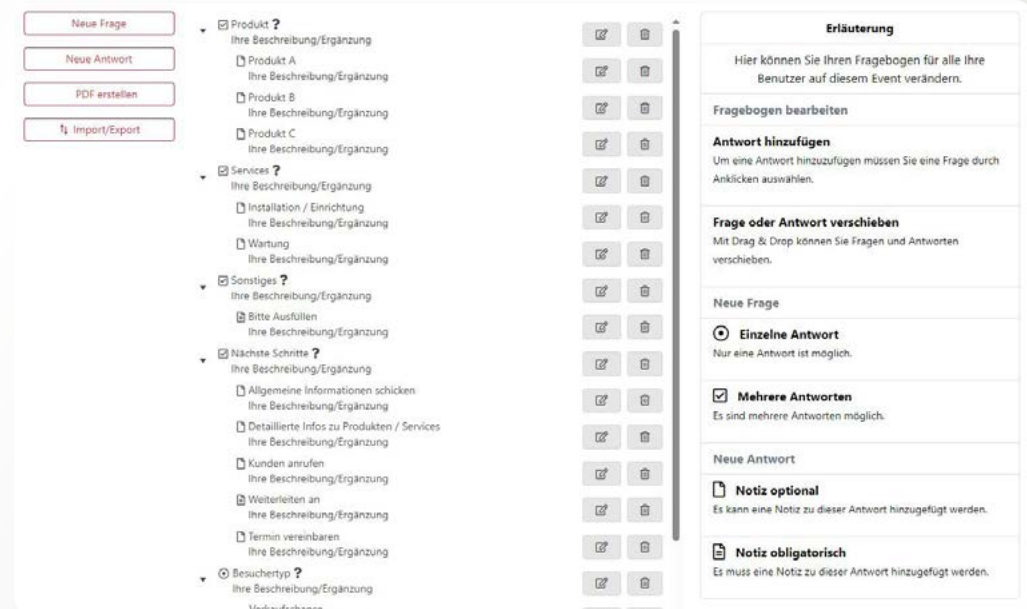 Neue Frage
Neue Antwort
PDF erstellen
Import/Export
Produkt ?
Ihre Beschreibung/Ergänzung
Produkt A
Ihre Beschreibung/Ergänzung
Produkt B
Ihre Beschreibung/Ergänzung
Produkt C
Ihre Beschreibung/Ergänzung
Services ?
Ihre Beschreibung/Ergänzung
Installation / Einrichtung
Ihre Beschreibung/Ergänzung
Wartung
Ihre Beschreibung/Ergänzung
Sonstiges ?
Ihre Beschreibung/Ergänzung
Bitte Ausfüllen
Ihre Beschreibung/Ergänzung
Nächste Schritte ?
Ihre Beschreibung/Ergänzung
Allgemeine Informationen schicken
Ihre Beschreibung/Ergänzung
Detaillierte Infos zu Produkten / Services
Ihre Beschreibung/Ergänzung
Kunden anrufen
Ihre Beschreibung/Ergänzung
Weiterleiten an
Ihre Beschreibung/Ergänzung
Termin vereinbaren
Ihre Beschreibung/Ergänzung
Besuchertyp ?
Ihre Beschreibung/Ergänzung
Erläuterung
Hier können Sie Ihren Fragebogen für alle Ihre
Benutzer auf diesem Event verändern.
Fragebogen bearbeiten
Antwort hinzufügen
Um eine Antwort hinzuzufügen müssen Sie eine Frage durch
Anklicken auswählen.
Frage oder Antwort verschieben
Mit Drag & Drop können Sie Fragen und Antworten
verschieben.
Neue Frage
Einzelne Antwort
Nur eine Antwort ist möglich.
Mehrere Antworten
Es sind mehrere Antworten möglich.
Neue Antwort
Notiz optional
Es kann eine Notiz zu dieser Antwort hinzugefügt werden.
Notiz obligatorisch
Es muss eine Notiz zu dieser Antwort hinzugefügt werden.